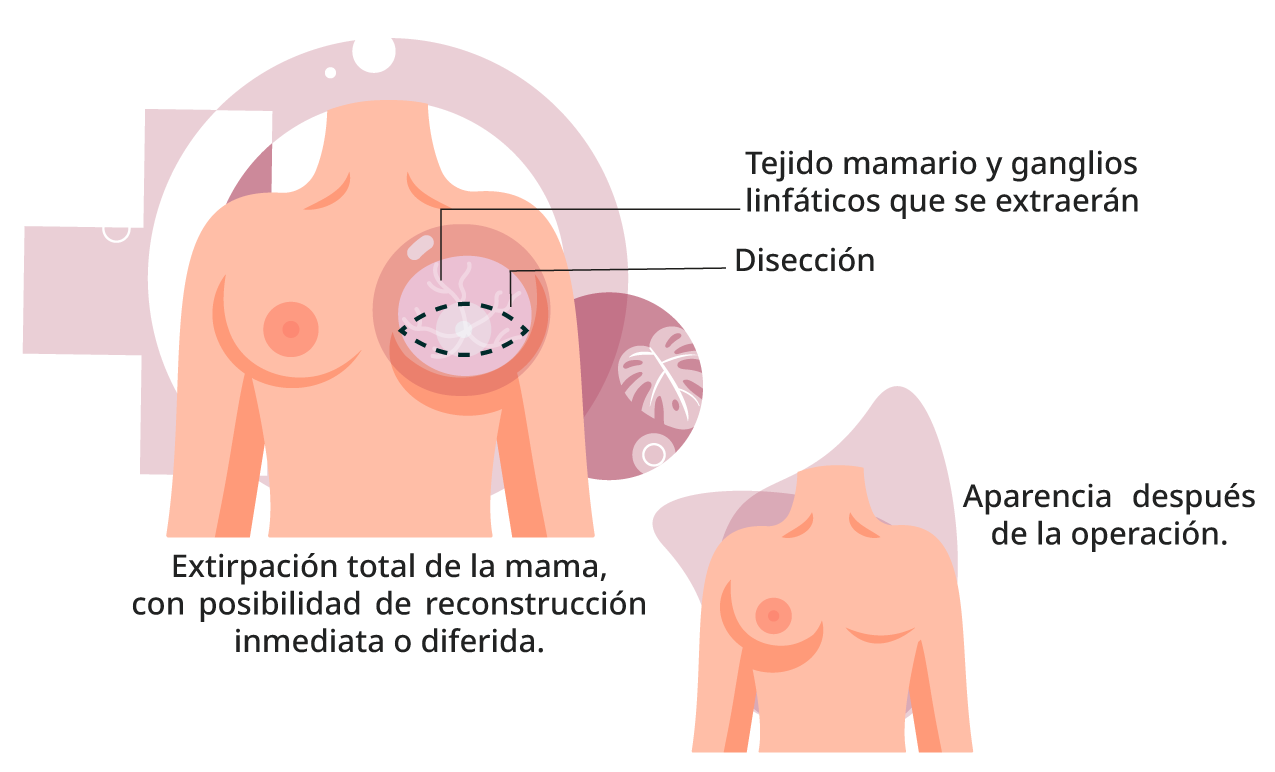 Tejido mamario y ganglios
linfáticos que se extraerán
Disección
Extirpación total de la mama,
con posibilidad de reconstrucción
inmediata o diferida.
Aparencia después
de la operación.